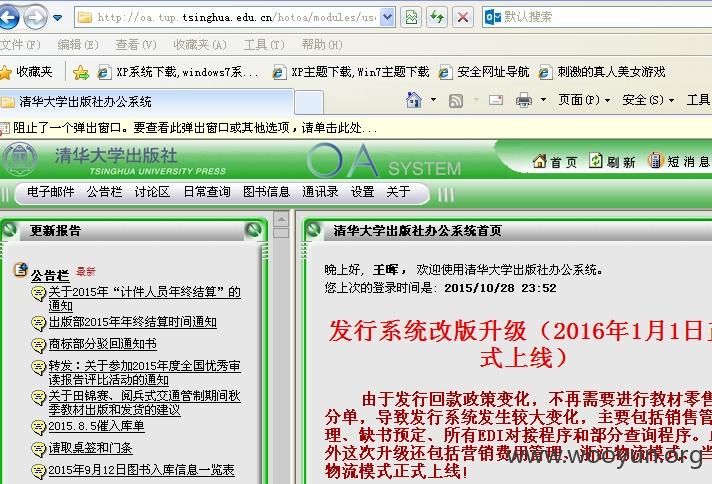 http://oa.tup.tsinghua.edu.cn/hotoa/modules/us
默认搜索
文件(F) 编辑(E) 查看(V) 收藏夹(A) 工具(T) 帮助(H)
收藏夹 XP系统下载,windows7系... XP主题下载,Win7主题下载 安全网址导航 刺激的真人美女游戏
清华大学出版社办公系统 页面(P) 安全(S) 工具
阻止了一个弹出窗口。要查看此弹出窗口或其他选项，请单击此处...
清华大学出版社
TSINGHUA UNIVERSITY PRESS
OA SYSTEM
首页 刷新 短消息
电子邮件 公告栏 讨论区 日常查询 图书信息 通讯录 设置 关于
更新报告
公告栏 最新
关于2015年“计件人员年终结算”的
通知
出版部2015年年终结算时间通知
商标部分驳回通知书
转发：关于参加2015年度全国优秀审
读报告评比活动的通知
关于田锦赛、阅兵式交通管制期间秋
季教材出版和发货的建议
2015.8.5催入库单
请取桌签和门条
2015年9月12日图书入库信息一览表
清华大学出版社办公系统首页
晚上好，王晖，欢迎使用清华大学出版社办公系统。
您上次的登录时间是：2015/10/28 23:52
发行系统改版升级（2016年1月1日正
式上线）
由于发行回款政策变化，不再需要进行教材零售
分单，导致发行系统发生较大变化，主要包括销售管
理、缺书预定、所有EDI对接程序和部分查询程序。
外这次升级还包括营销费用管理、浙江物流模式。当
物流模式正式上线!
www.wooyun.org